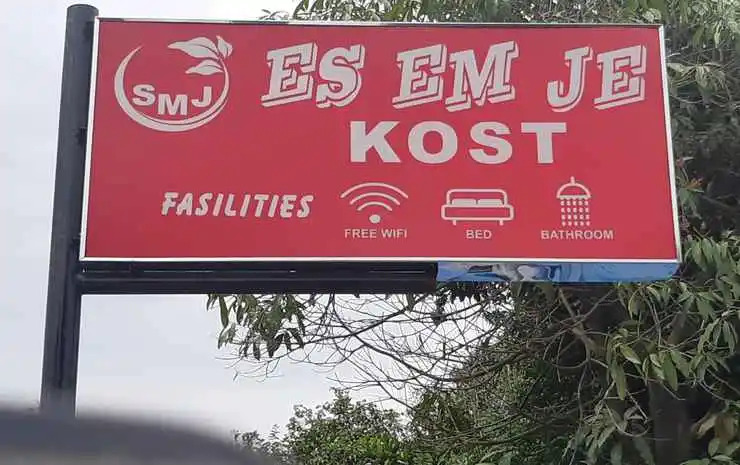 SMJ
ES EM JE
KOST
FASILITIES
FREE WIFI
BED
BATHROOM